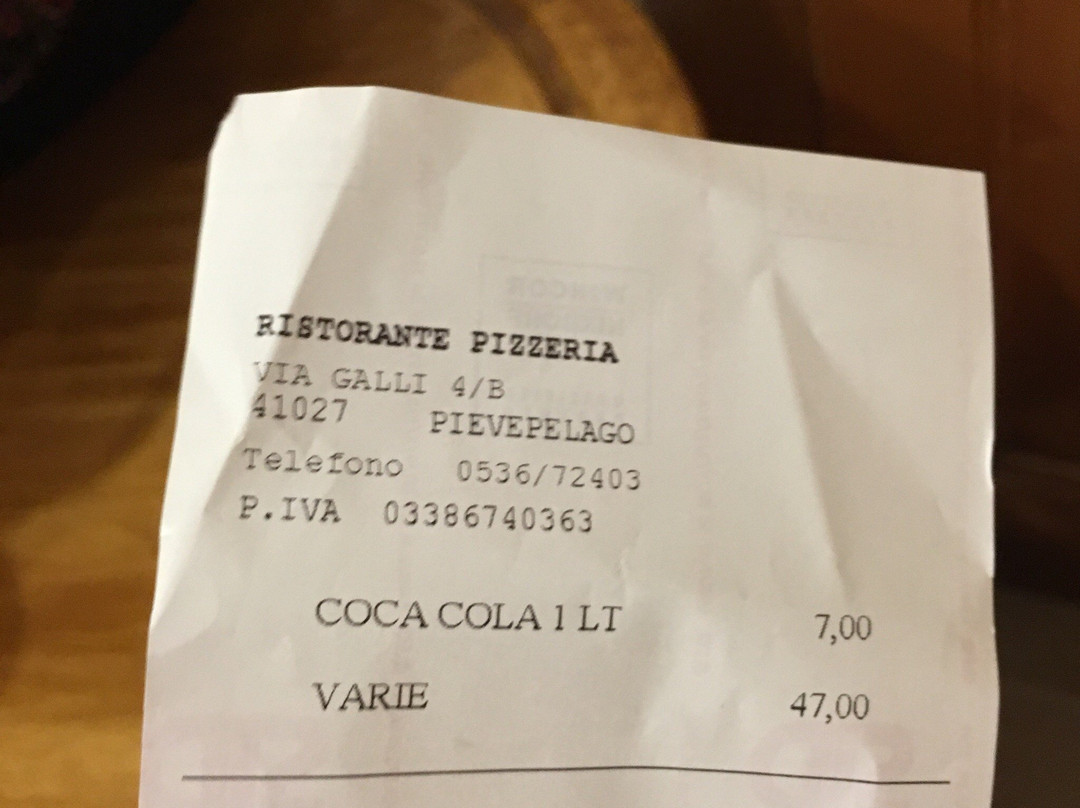 RISTORANTE PIZZERIA
VIA GALLI 4/B
41027 PIEVEPELAGO
Telefono 0536/72403
P.IVA 03386740363
COCA COLA 1 LT 7,00
VARIE 47,00